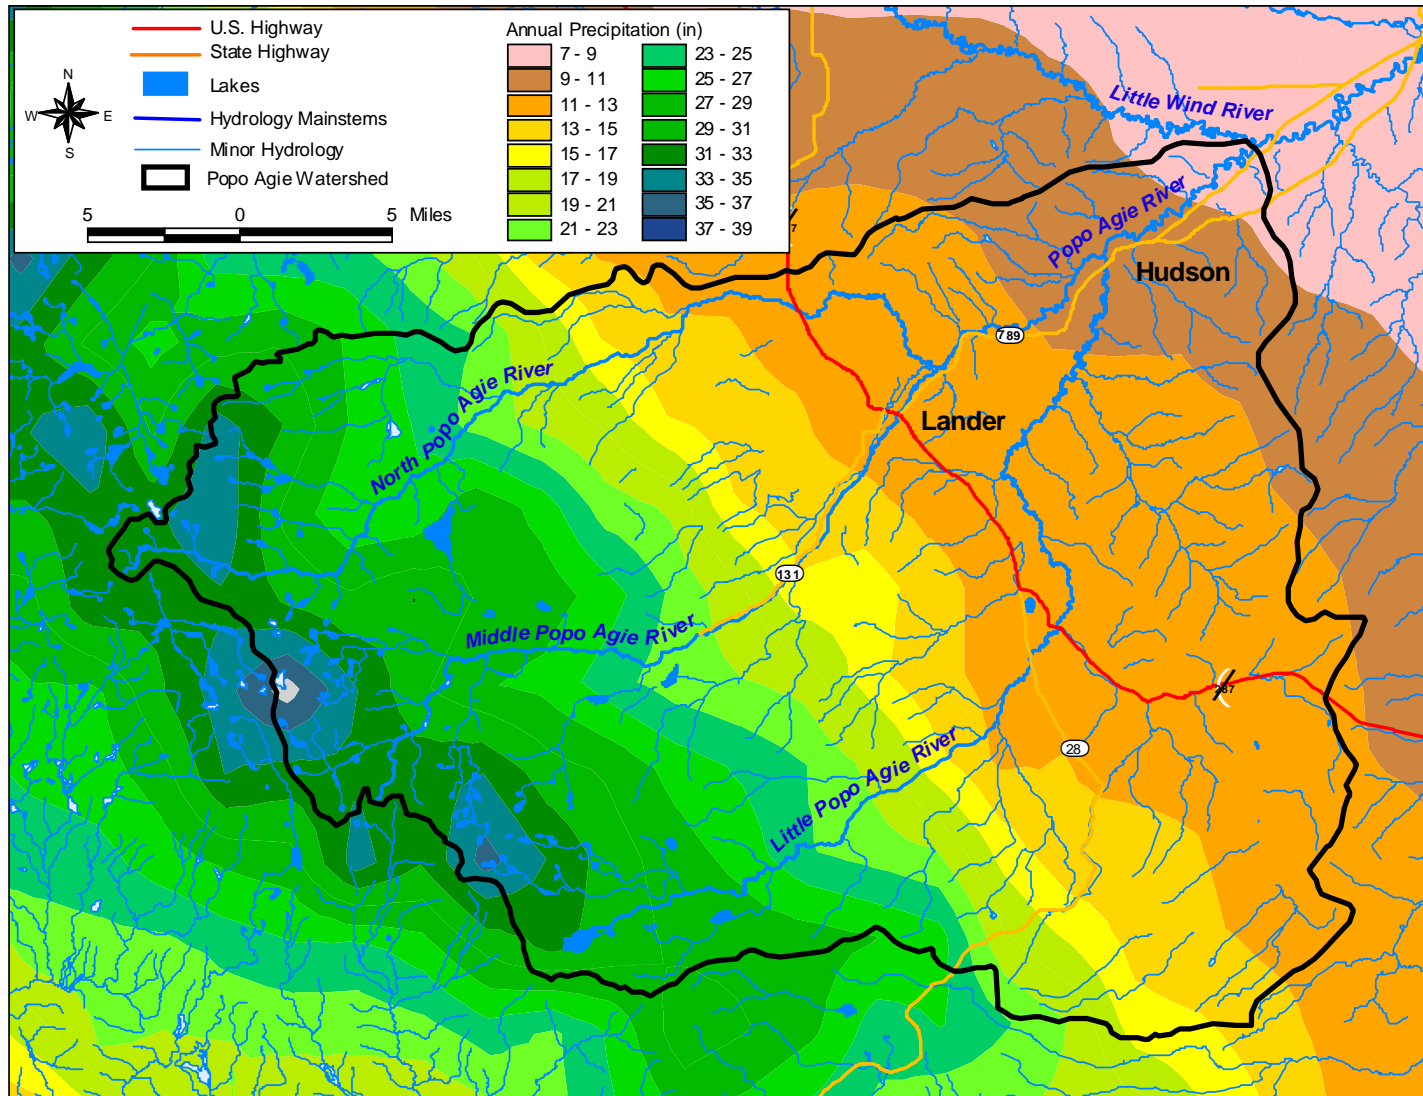 U.S. Highway
State Highway
Lakes
Hydrology Mainstems
Minor Hydrology
Popo Agie Watershed
N
W E
S
5 0 5 Miles
Annual Precipitation (in)
7 - 9
9 - 11
11 - 13
13 - 15
15 - 17
17 - 19
19 - 21
21 - 23
23 - 25
25 - 27
27 - 29
29 - 31
31 - 33
33 - 35
35 - 37
37 - 39
Little Wind River
Popo Agie River
Hudson
789
North Popo Agie River
Lander
131
Middle Popo Agie River
287
28
Little Popo Agie River